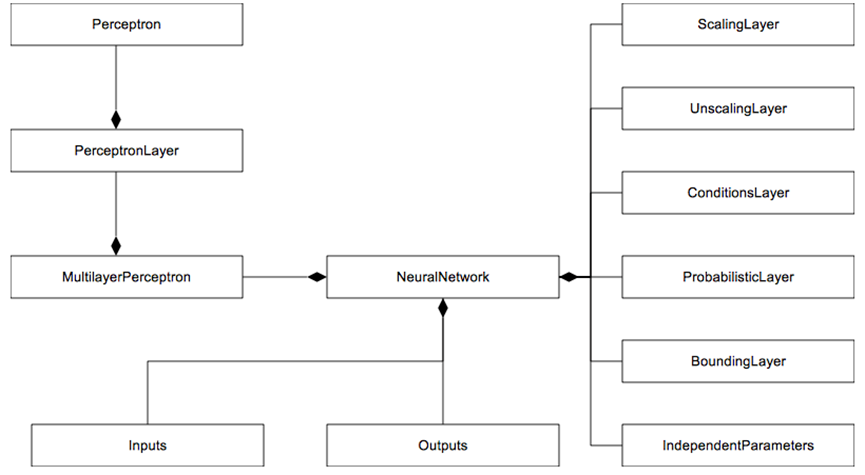 Perceptron
ScalingLayer
UnscalingLayer
PerceptronLayer
ConditionsLayer
MultilayerPerceptron
NeuralNetwork
ProbabilisticLayer
BoundingLayer
Inputs
Outputs
IndependentParameters